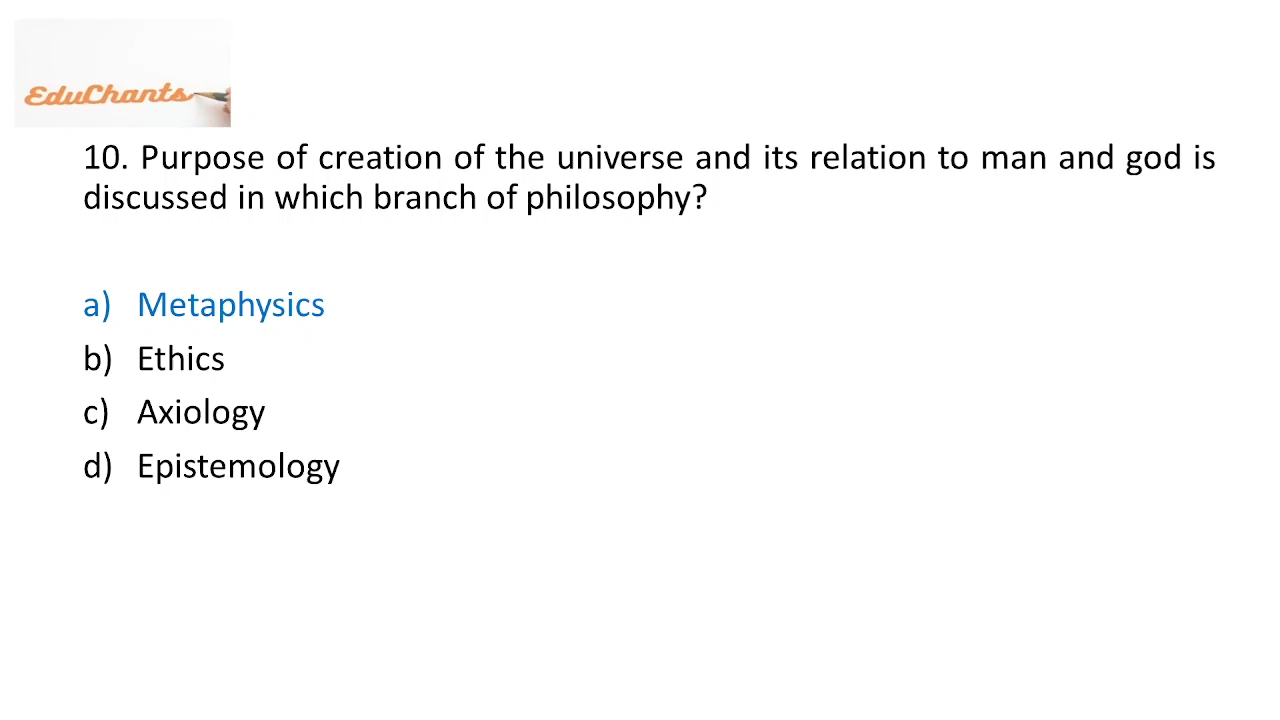 EduChants
10. Purpose of creation of the universe and its relation to man and god is
discussed in which branch of philosophy?
a) Metaphysics
b) Ethics
c) Axiology
d) Epistemology